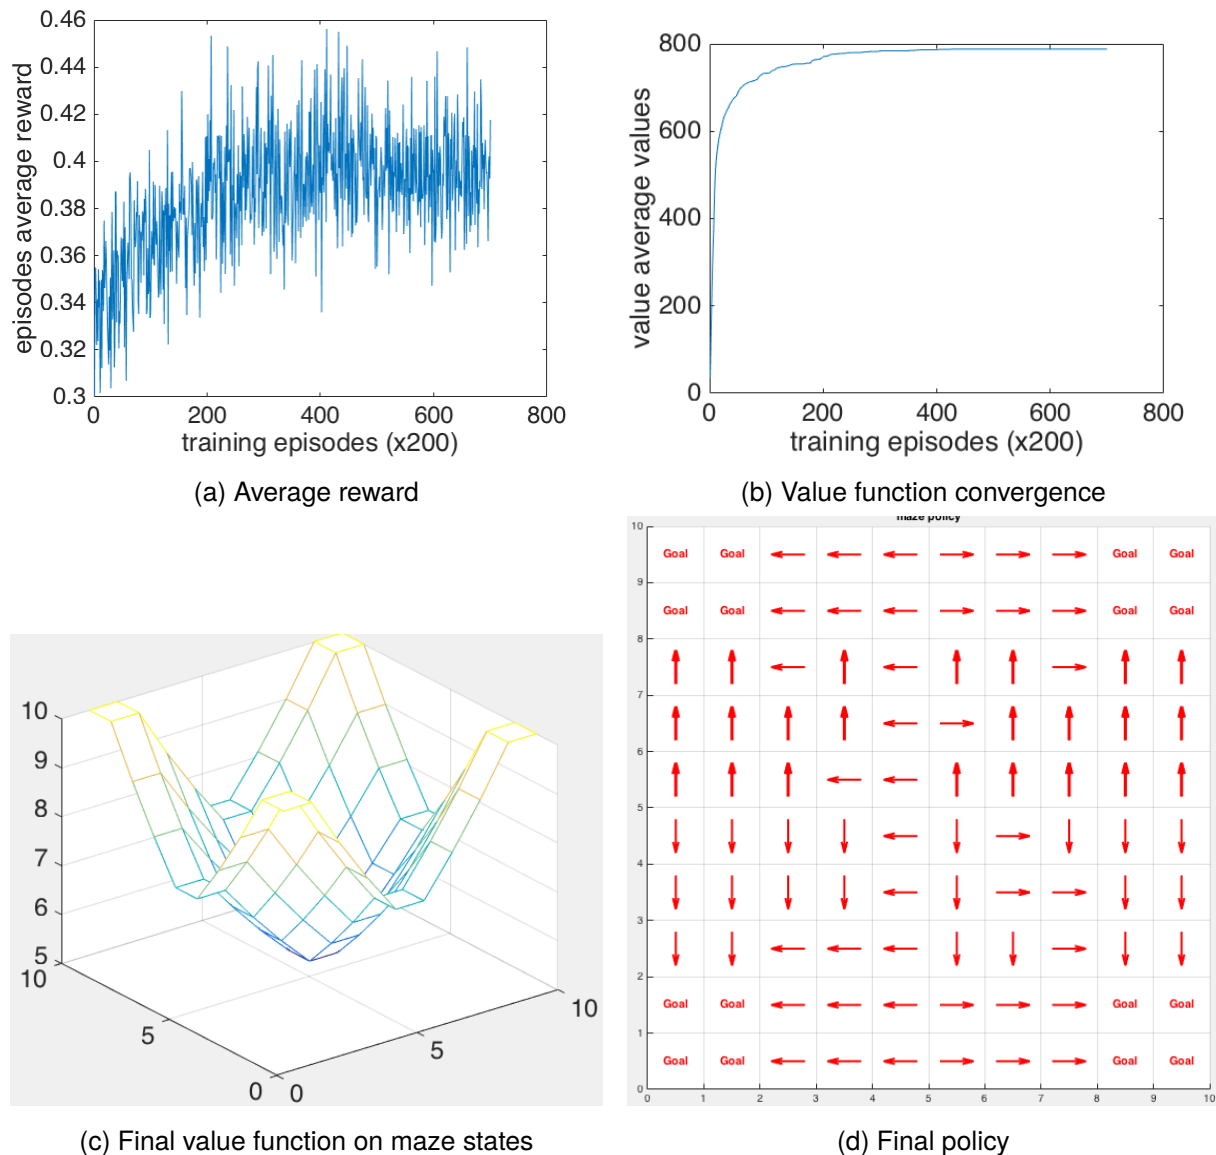 0.46
0.44
0.42
0.4
0.38
0.36
0.34
0.32
0.3
episodes average reward
0 200 400 600 800
training episodes (x200)
(a) Average reward
800
600
400
200
0
value average values
0 200 400 600 800
training episodes (x200)
(b) Value function convergence
10
9
8
7
6
5
10
5
0
0
5
10
(c) Final value function on maze states
maze policy
10
Goal Goal Goal Goal
9
Goal Goal Goal Goal
8
7
6
5
4
3
2
Goal Goal Goal Goal
1
Goal Goal Goal Goal
0
0 1 2 3 4 5 6 7 8 9 10
(d) Final policy